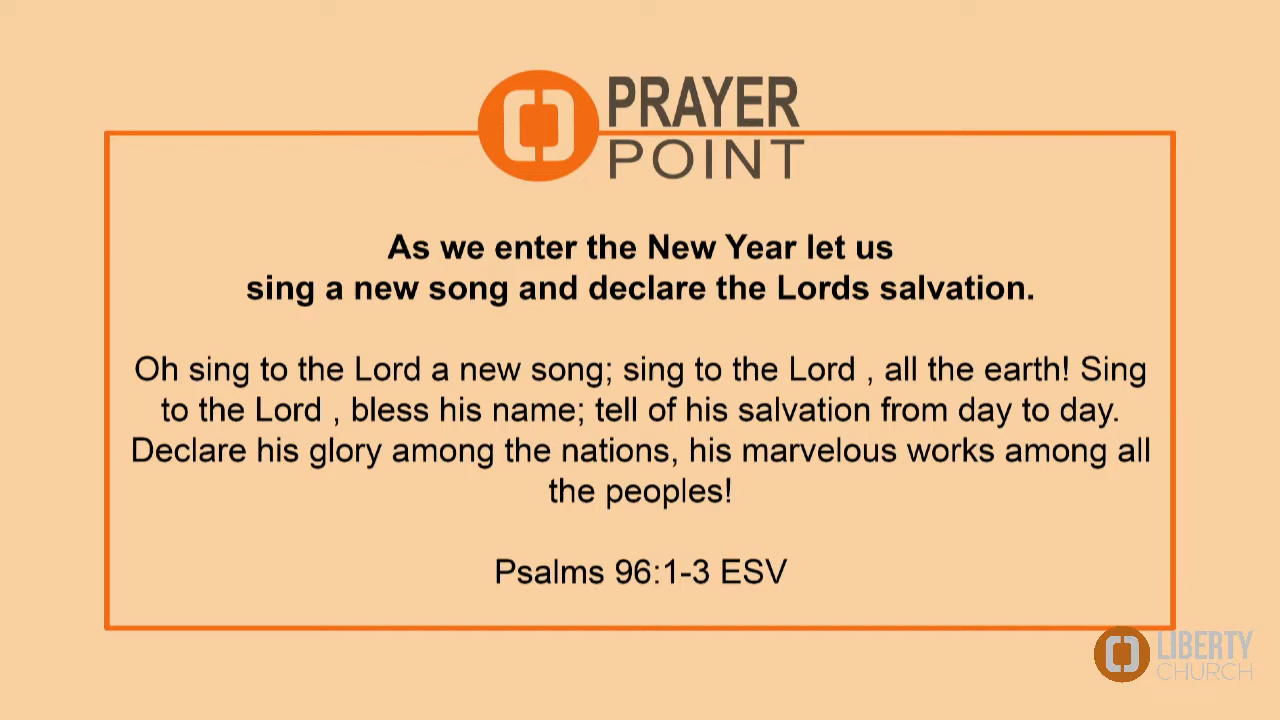 PRAYER
POINT
As we enter the New Year let us
sing a new song and declare the Lords salvation.
Oh sing to the Lord a new song; sing to the Lord , all the earth! Sing
to the Lord , bless his name; tell of his salvation from day to day.
Declare his glory among the nations, his marvelous works among all
the peoples!
Psalms 96:1-3 ESV
LIBERTY
CHURCH